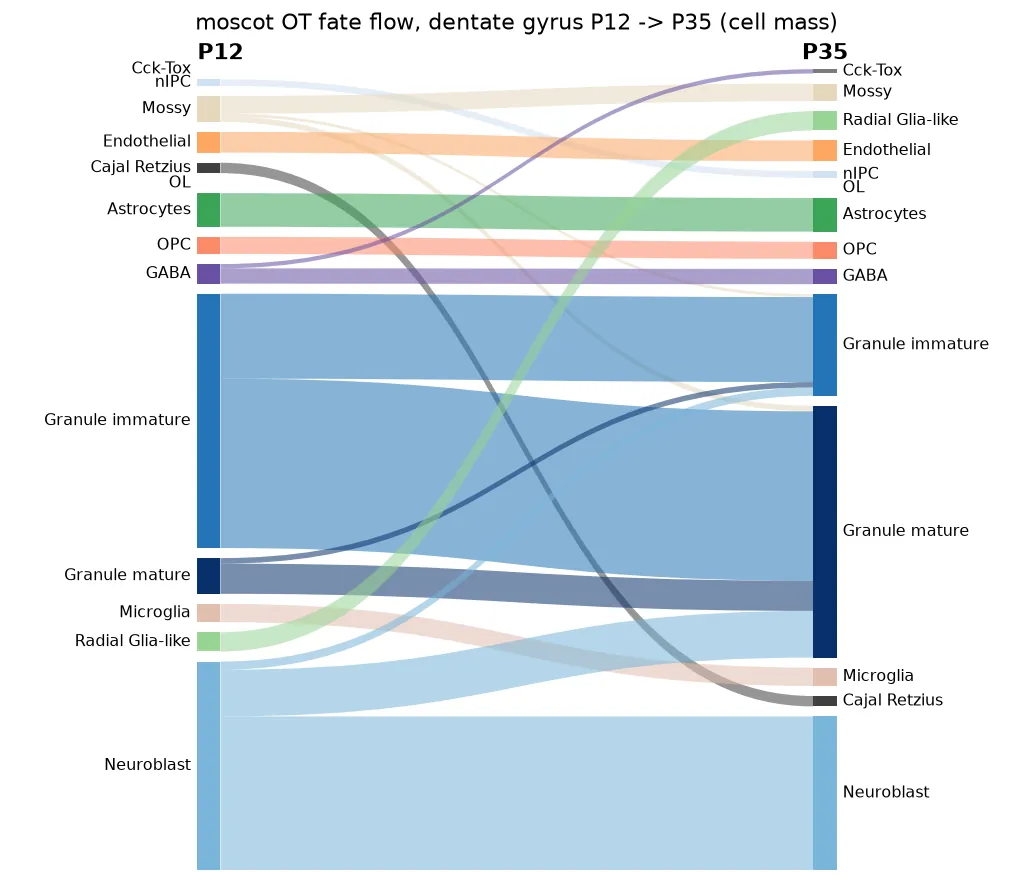 moscot OT fate flow, dentate gyrus P12 -> P35 (cell mass)
P12
P35
Cck-Tox
nIPC
Mossy
Endothelial
Cajal Retzius
OL
Astrocytes
OPC
GABA
Granule immature
Granule mature
Microglia
Radial Glia-like
Neuroblast
Cck-Tox
Mossy
Radial Glia-like
Endothelial
nIPC
OL
Astrocytes
OPC
GABA
Granule immature
Granule mature
Microglia
Cajal Retzius
Neuroblast